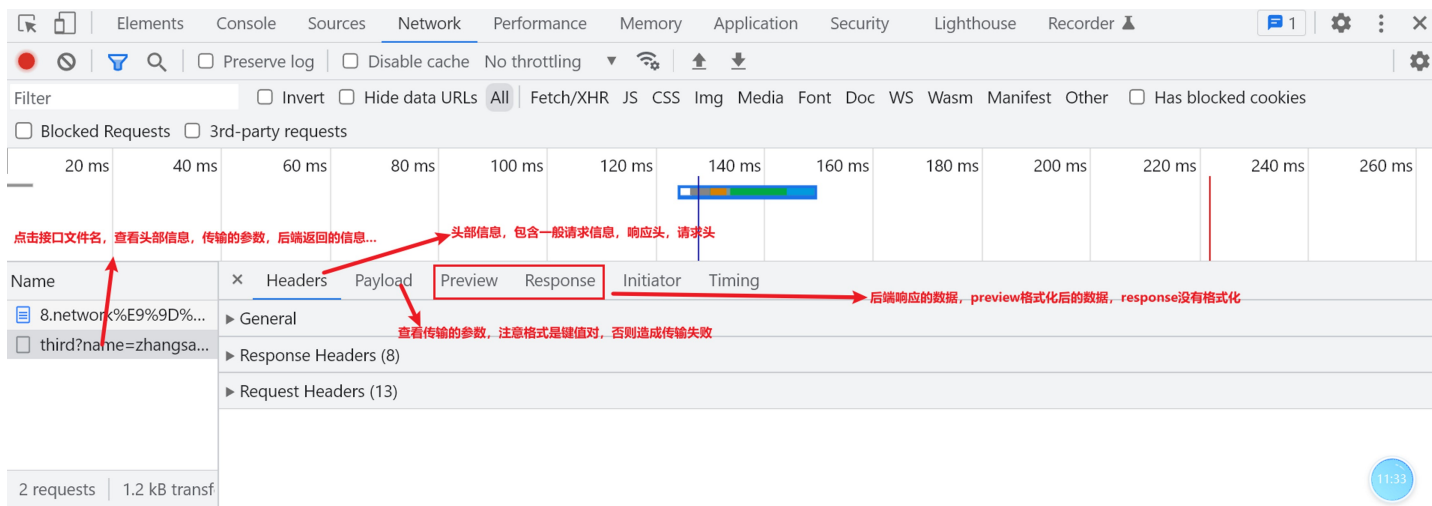 Elements Console Sources Network Performance Memory Application Security Lighthouse Recorder 1
Preserve log Disable cache No throttling
Filter Invert Hide data URLs All Fetch/XHR JS CSS Img Media Font Doc WS Wasm Manifest Other Has blocked cookies
Blocked Requests 3rd-party requests
20 ms 40 ms 60 ms 80 ms 100 ms 120 ms 140 ms 160 ms 180 ms 200 ms 220 ms 240 ms 260 ms
点击接口文件名，查看头部信息，传输的参数，后端返回的信息...
头部信息，包含一般请求信息，响应头，请求头
Name
Headers Payload Preview Response Initiator Timing
后端响应的数据，preview格式化后的数据，response没有格式化
8.network%E9%9D%...
General
查看传输的参数，注意格式是键值对，否则造成传输失败
third?name=zhangsa...
Response Headers (8)
Request Headers (13)
2 requests 1.2 kB transf
11:33